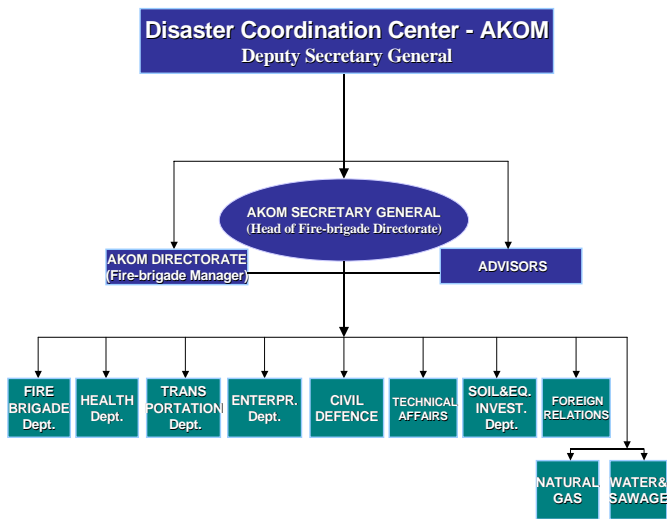 Disaster Coordination Center - AKOM
Deputy Secretary General
AKOM SECRETARY GENERAL
(Head of Fire-brigade Directorate)
AKOM DIRECTORATE
(Fire-brigade Manager)
ADVISORS
FIRE
BRIGADE
Dept.
HEALTH
Dept.
TRANS
PORTATION
Dept.
ENTERPR.
Dept.
CIVIL
DEFENCE
TECHNICAL
AFFAIRS
SOIL&EQ.
INVEST.
Dept.
FOREIGN
RELATIONS
NATURAL
GAS
WATER&
SAWAGE